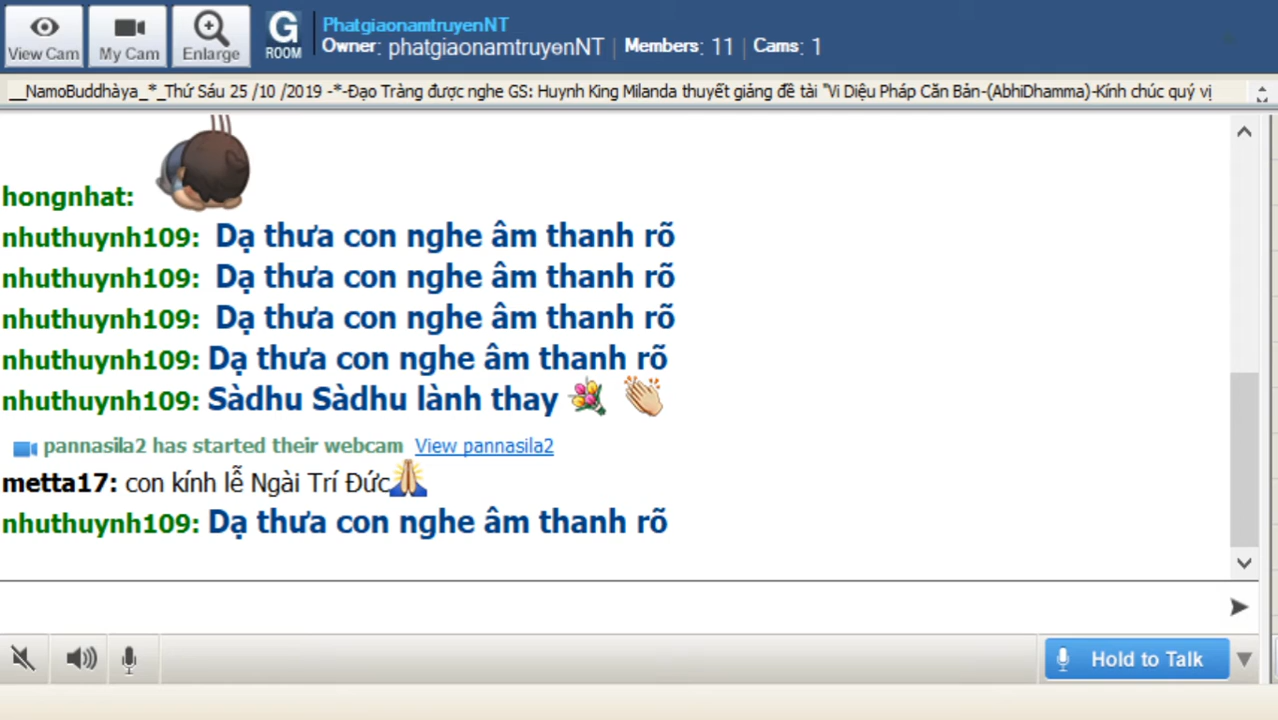 View Cam
My Cam
Enlarge
G
ROOM
PhatgiaonamtruyenNT
Owner: phatgiaonamtruyenNT | Members: 11 | Cams: 1
__NamoBuddhàya_*_Thứ Sáu 25 /10 /2019 -*-Đạo Tràng được nghe GS: Huynh King Milanda thuyết giảng đề tài "Vi Diệu Pháp Căn Bản-(AbhiDhamma)-Kính chúc quý vị
hongnhat:
nhuthuynh109: Dạ thưa con nghe âm thanh rõ
nhuthuynh109: Dạ thưa con nghe âm thanh rõ
nhuthuynh109: Dạ thưa con nghe âm thanh rõ
nhuthuynh109: Dạ thưa con nghe âm thanh rõ
nhuthuynh109: Sàdhu Sàdhu lành thay
pannasila2 has started their webcam View pannasila2
metta17: con kính lễ Ngài Trí Đức
nhuthuynh109: Dạ thưa con nghe âm thanh rõ
Hold to Talk